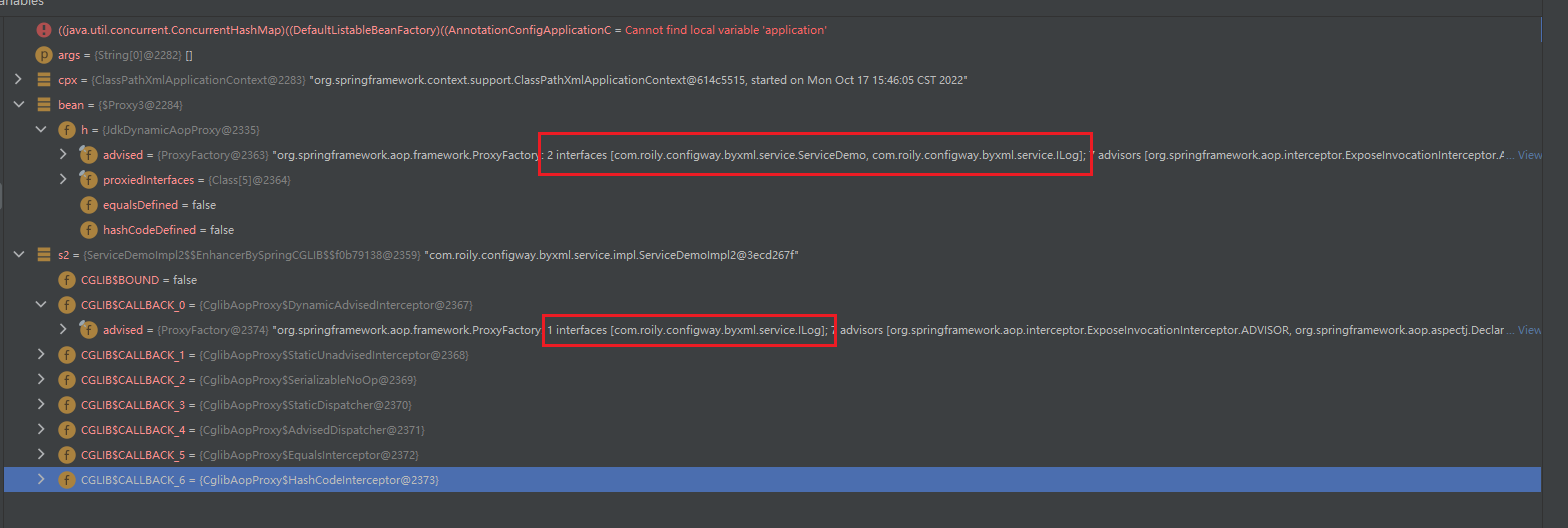 ariables
((java.util.concurrent.ConcurrentHashMap)((DefaultListableBeanFactory)((AnnotationConfigApplicationC = Cannot find local variable 'application'
p args = {String[0]@2282} []
cpx = {ClassPathXmlApplicationContext@2283} "org.springframework.context.support.ClassPathXmlApplicationContext@614c5515, started on Mon Oct 17 15:46:05 CST 2022"
bean = {$Proxy3@2284}
f h = {JdkDynamicAopProxy@2335}
f advised = {ProxyFactory@2363} "org.springframework.aop.framework.ProxyFactory: 2 interfaces [com.roily.configway.byxml.service.ServiceDemo, com.roily.configway.byxml.service.ILog]; 7 advisors [org.springframework.aop.interceptor.ExposeInvocationInterceptor.A... View
f proxiedInterfaces = {Class[5]@2364}
f equalsDefined = false
f hashCodeDefined = false
s2 = {ServiceDemoImpl2$$EnhancerBySpringCGLIB$$f0b79138@2359} "com.roily.configway.byxml.service.impl.ServiceDemoImpl2@3ecd267f"
f CGLIB$BOUND = false
f CGLIB$CALLBACK_0 = {CglibAopProxy$DynamicAdvisedInterceptor@2367}
f advised = {ProxyFactory@2374} "org.springframework.aop.framework.ProxyFactory: 1 interfaces [com.roily.configway.byxml.service.ILog]; 7 advisors [org.springframework.aop.interceptor.ExposeInvocationInterceptor.ADVISOR, org.springframework.aop.aspectj.Declar... View
f CGLIB$CALLBACK_1 = {CglibAopProxy$StaticUnadvisedInterceptor@2368}
f CGLIB$CALLBACK_2 = {CglibAopProxy$SerializableNoOp@2369}
f CGLIB$CALLBACK_3 = {CglibAopProxy$StaticDispatcher@2370}
f CGLIB$CALLBACK_4 = {CglibAopProxy$AdvisedDispatcher@2371}
f CGLIB$CALLBACK_5 = {CglibAopProxy$EqualsInterceptor@2372}
f CGLIB$CALLBACK_6 = {CglibAopProxy$HashCodeInterceptor@2373}